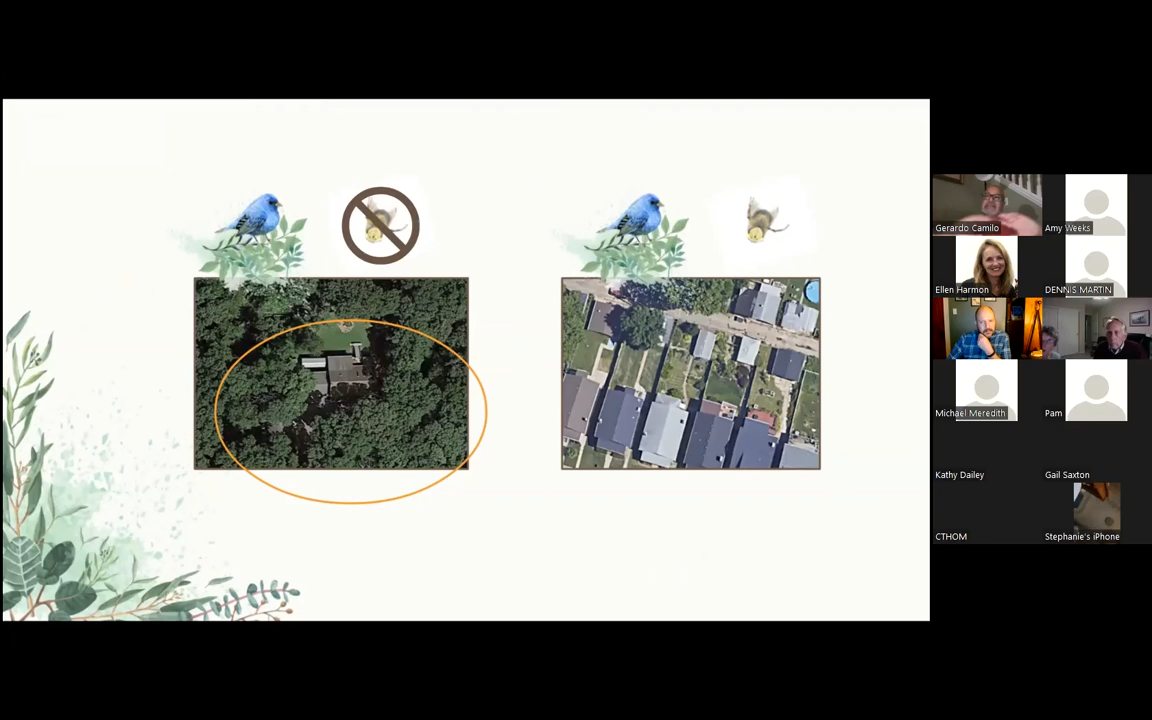 Gerardo Camilo
Amy Weeks
Ellen Harmon
DENNIS MARTIN
Michael Meredith
Pam
Kathy Dailey
Gail Saxton
CTHOM
Stephanie's iPhone